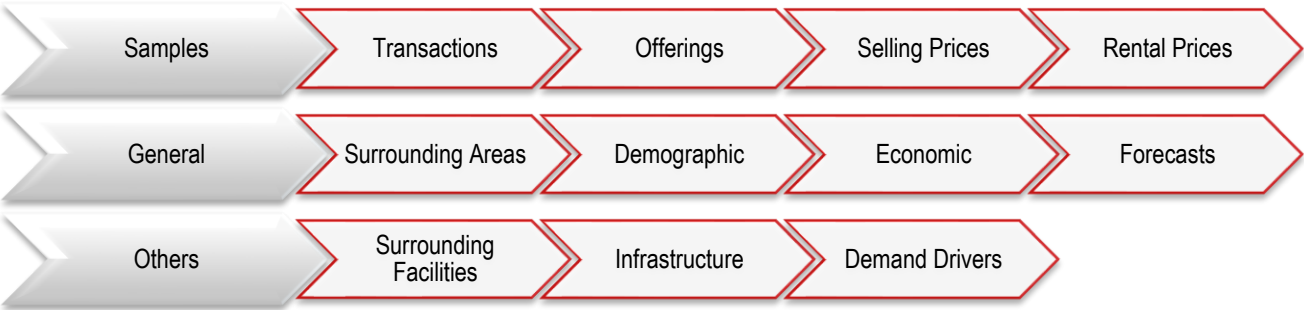 Samples
Transactions
Offerings
Selling Prices
Rental Prices
General
Surrounding Areas
Demographic
Economic
Forecasts
Others
Surrounding
Facilities
Infrastructure
Demand Drivers